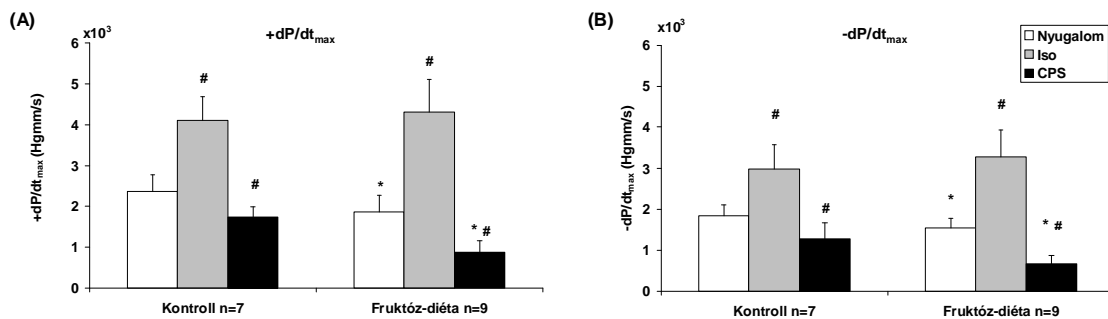 (A)
x10³
+dP/dtmax
+dP/dtmax (Hgmm/s)
6
5
4
3
2
1
0
#
#
*
#
* #
Kontroll n=7
Fruktóz-diéta n=9
(B)
x10³
-dP/dtmax
-dP/dtmax (Hgmm/s)
6
5
4
3
2
1
0
Nyugalom
Iso
CPS
#
#
*
#
* #
Kontroll n=7
Fruktóz-diéta n=9